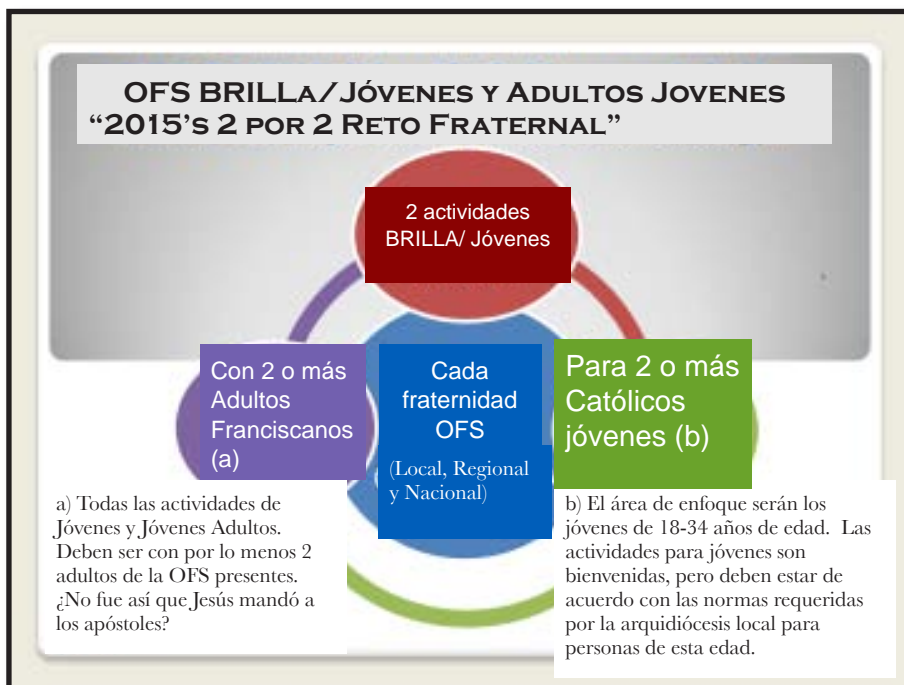 OFS BRILLA/JÓVENES Y ADULTOS JOVENES
“2015’S 2 POR 2 RETO FRATERNAL”
2 actividades
BRILLA/ Jóvenes
Con 2 o más
Adultos
Franciscanos
(a)
Cada
fraternidad
OFS
(Local, Regional
y Nacional)
Para 2 o más
Católicos
jóvenes (b)
a) Todas las actividades de
Jóvenes y Jóvenes Adultos.
Deben ser con por lo menos 2
adultos de la OFS presentes.
¿No fue así que Jesús mandó a
los apóstoles?
b) El área de enfoque serán los
jóvenes de 18-34 años de edad. Las
actividades para jóvenes son
bienvenidas, pero deben estar de
acuerdo con las normas requeridas
por la arquidiócesis local para
personas de esta edad.